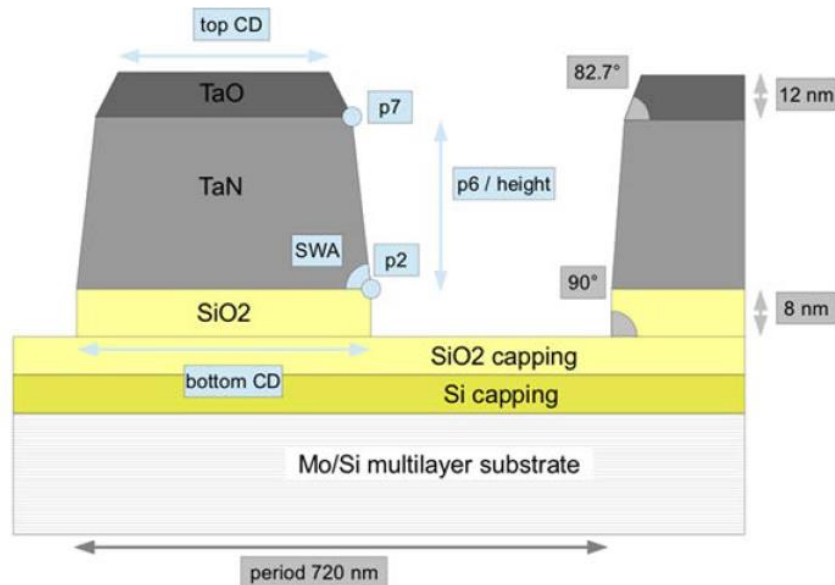 top CD
TaO
p7
82.7°
12 nm
TaN
p6 / height
SWA
p2
90°
SiO2
8 nm
SiO2 capping
bottom CD
Si capping
Mo/Si multilayer substrate
period 720 nm